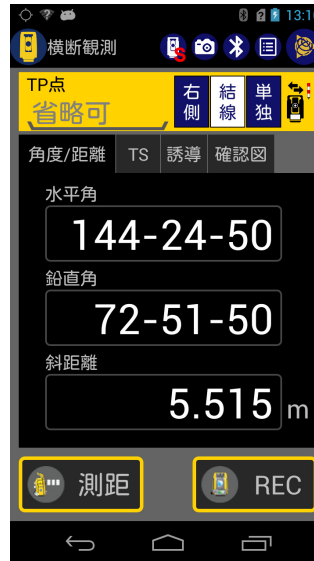 13:1
横断観測
TP点
省略可
右側
結線
単独
角度/距離 TS 誘導 確認図
水平角
144-24-50
鉛直角
72-51-50
斜距離
5.515 m
測距 REC